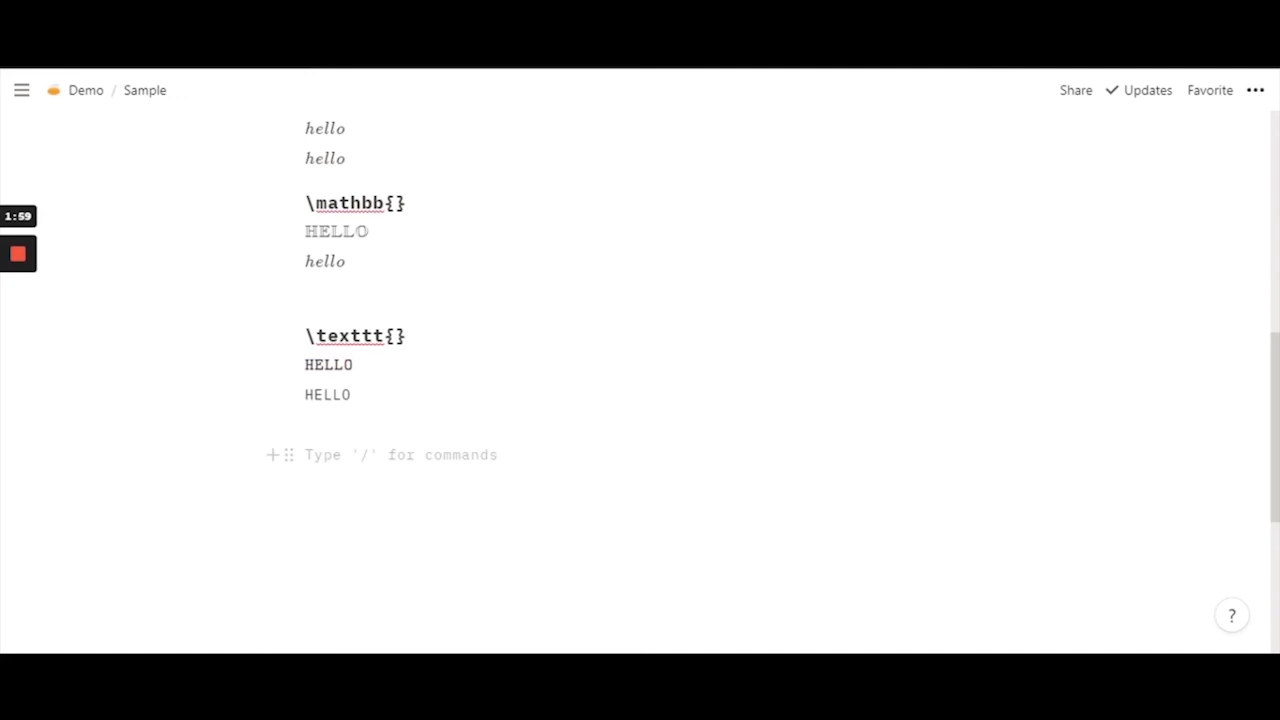 Demo / Sample
Share Updates Favorite
hello
hello
\mathbb{}
ℍ𝔼𝕃𝕃𝕆
hello
1:59
\texttt{}
HELLO
HELLO
Type '/' for commands
?